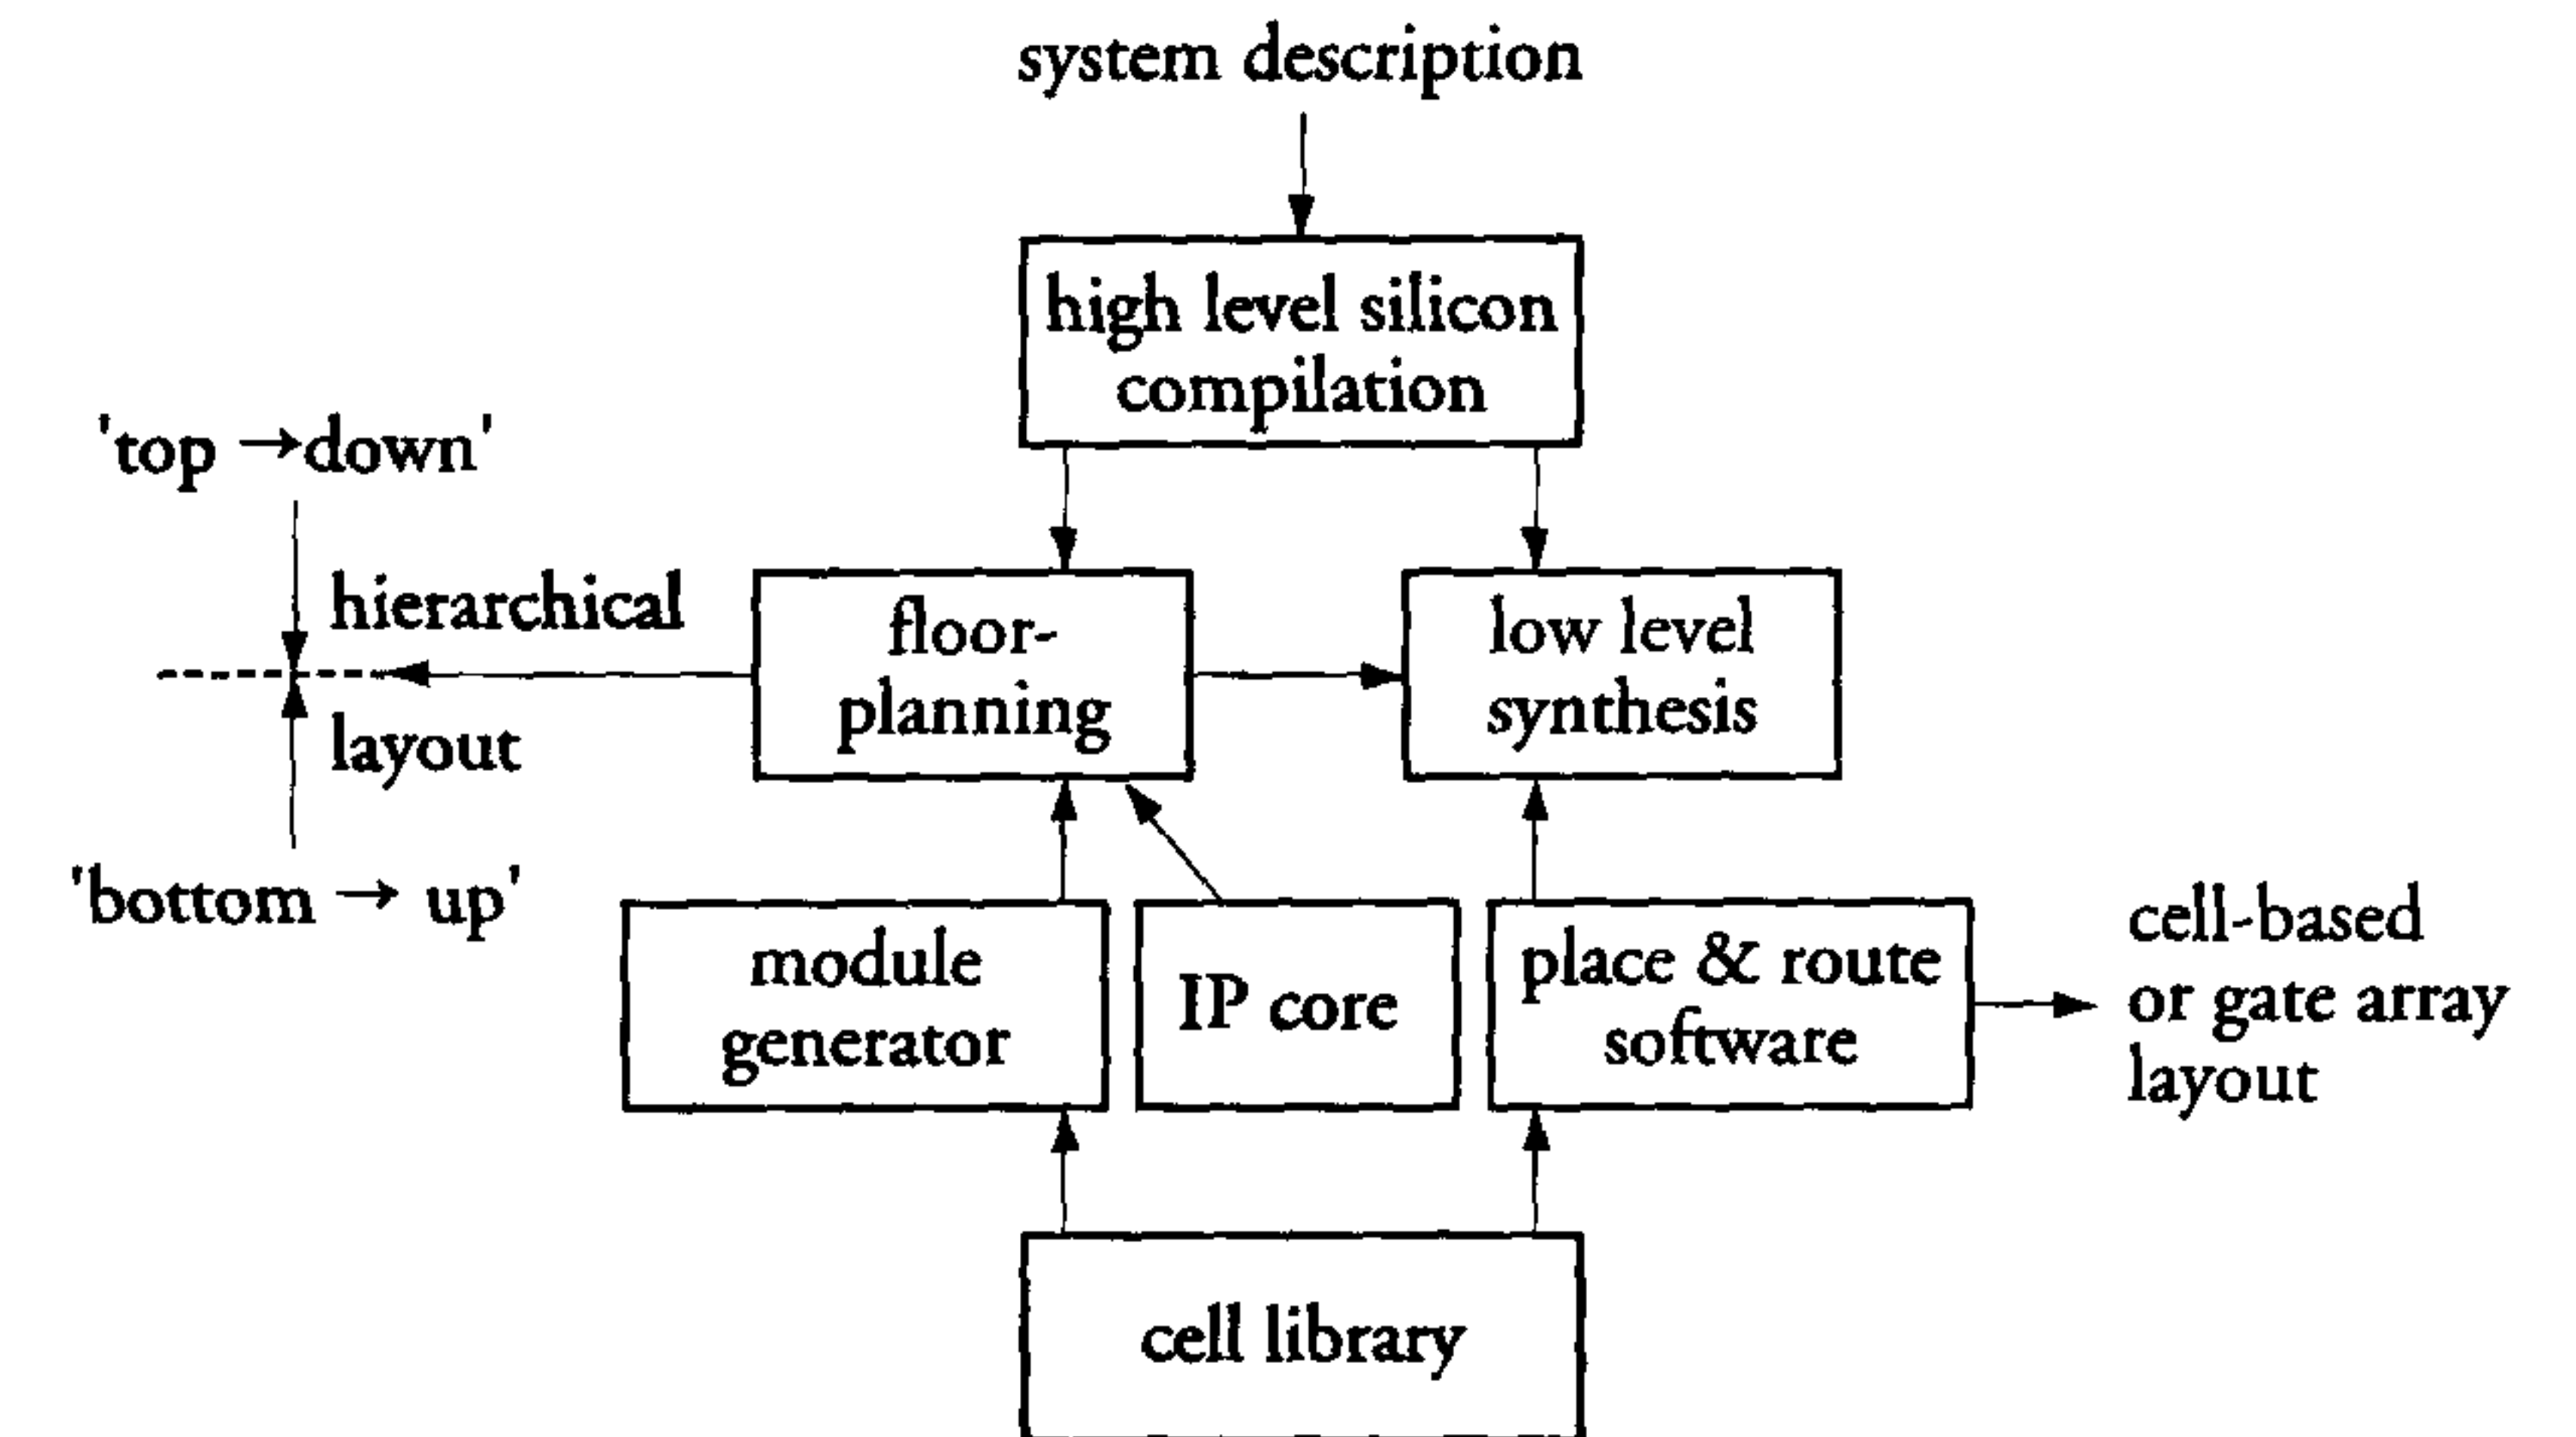 system description
high level silicon
compilation
'top →down'
hierarchical
layout
'bottom → up'
floor-
planning
low level
synthesis
module
generator
IP core
place & route
software
cell-based
or gate array
layout
cell library